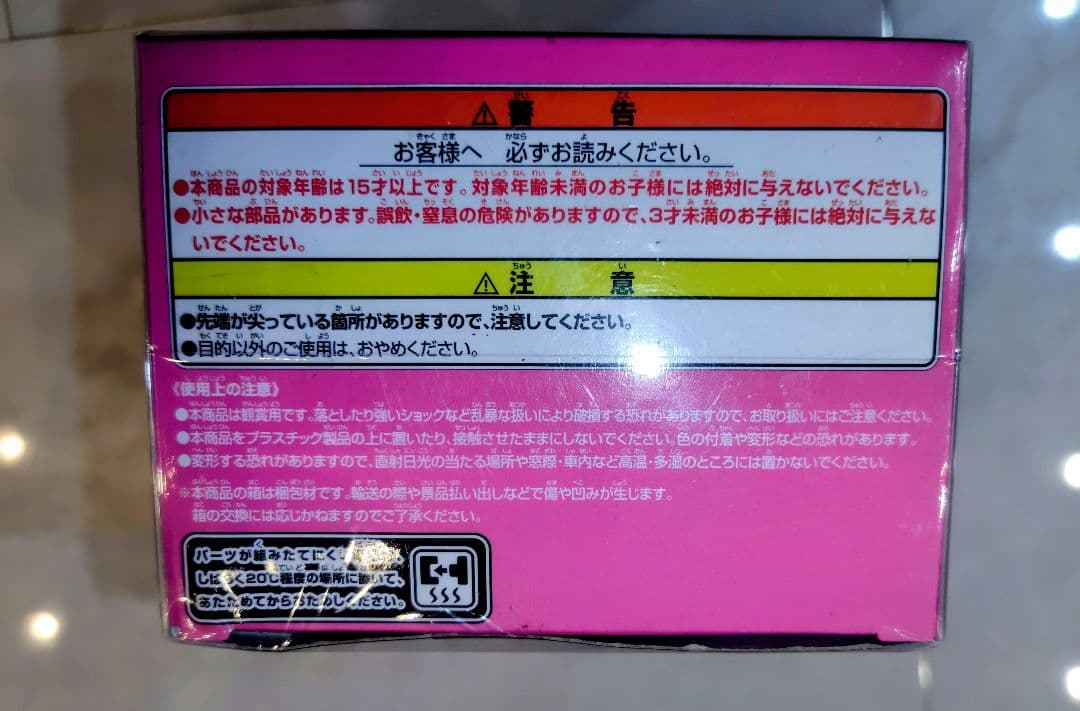 ⚠警告
お客様へ 必ずお読みください。
●本商品の対象年齢は15才以上です。対象年齢未満のお子様には絶対に与えないでください。
●小さな部品があります。誤飲・窒息の危険がありますので、3才未満のお子様には絶対に与えな
いでください。
⚠注意
●先端が尖っている箇所がありますので、注意してください。
●目的以外のご使用は、おやめください。
《使用上の注意》
●本商品は観賞用です。落としたり強いショックなど乱暴な扱いにより破損する恐れがありますので、お取り扱いにはご注意ください。
●本商品をプラスチック製品の上に置いたり、接触させたままにしないでください。色の付着や変形などの恐れがあります。
●変形する恐れがありますので、直射日光の当たる場所や窓際・車内など高温・多湿のところには置かないでください。
※本商品の箱は梱包材です。輸送の際や景品払い出しなどで傷や凹みが生じます。
箱の交換には応じかねますのでご了承ください。
パーツが組みたてにく
しばらく20℃程度の場所に置いて、
あたためてからおためしください。